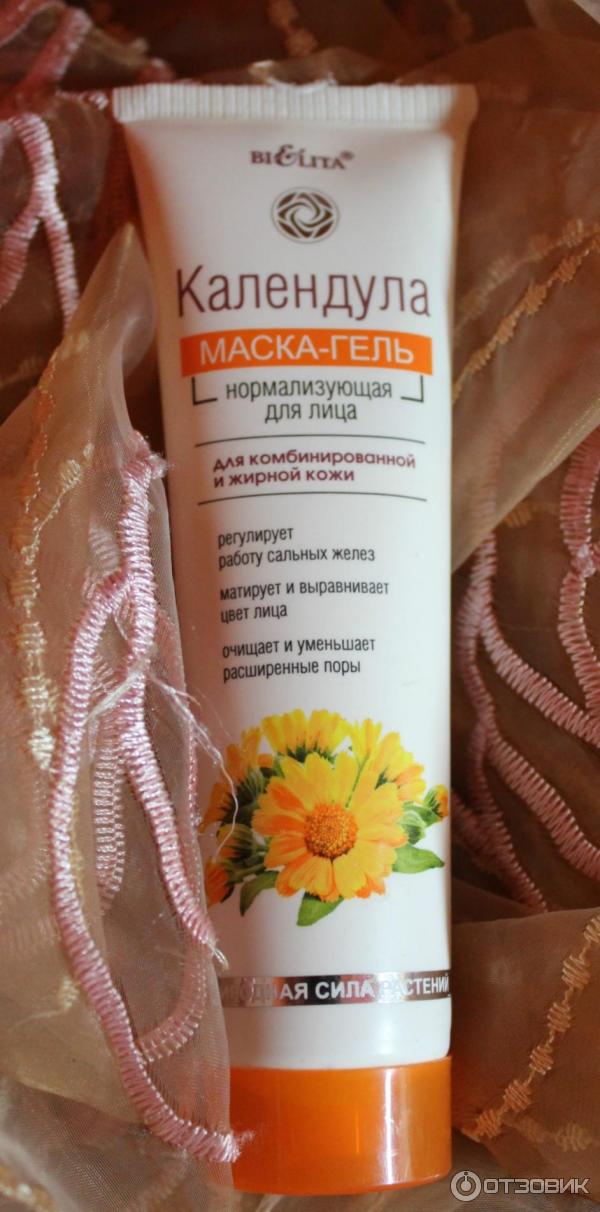 BIELITA®
Календула
МАСКА-ГЕЛЬ
нормализующая
для лица
для комбинированной
и жирной кожи
регулирует
работу сальных желез
матирует и выравнивает
цвет лица
очищает и уменьшает
расширенные поры
СИЛА РАСТЕНИЙ
ОТЗОВИК